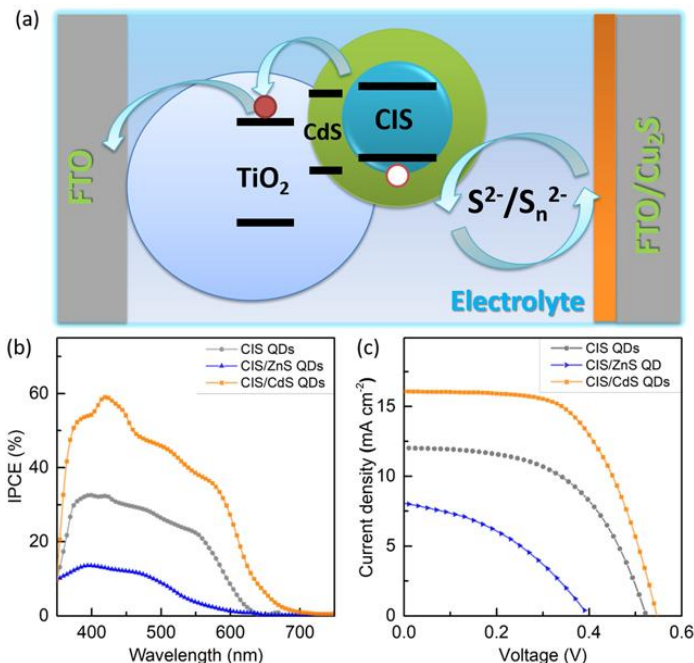 (a)
FTO
TiO₂
CdS
CIS
S²⁻/Sₙ²⁻
Electrolyte
FTO/Cu₂S
(b)
CIS QDs
CIS/ZnS QDs
CIS/CdS QDs
60
30
20
10
0
IPCE (%)
400 500 600 700
Wavelength (nm)
(c)
CIS QDs
CIS/ZnS QD
CIS/CdS QDs
15
10
5
0
Current density (mA cm⁻²)
0.0 0.2 0.4 0.6
Voltage (V)